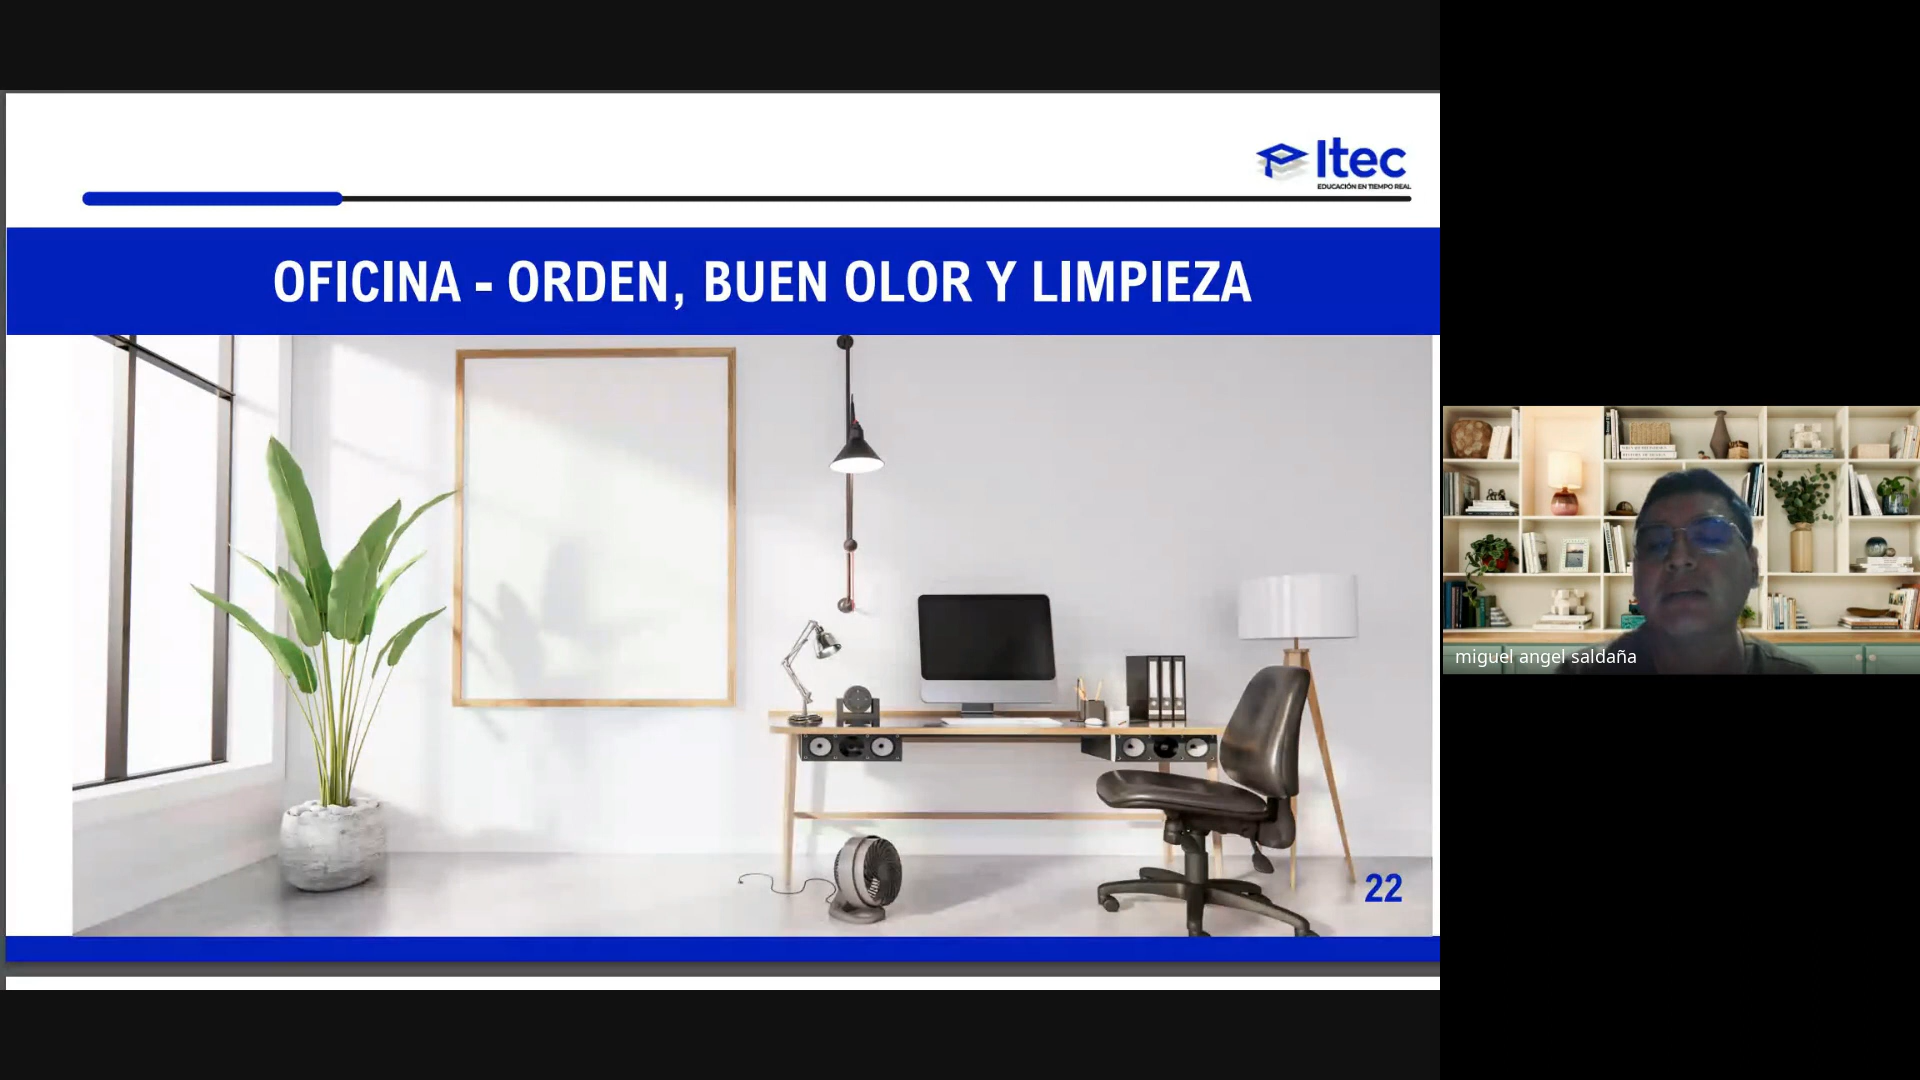 Itec
EDUCACIÓN EN TIEMPO REAL
OFICINA - ORDEN, BUEN OLOR Y LIMPIEZA
22
miguel angel saldaña